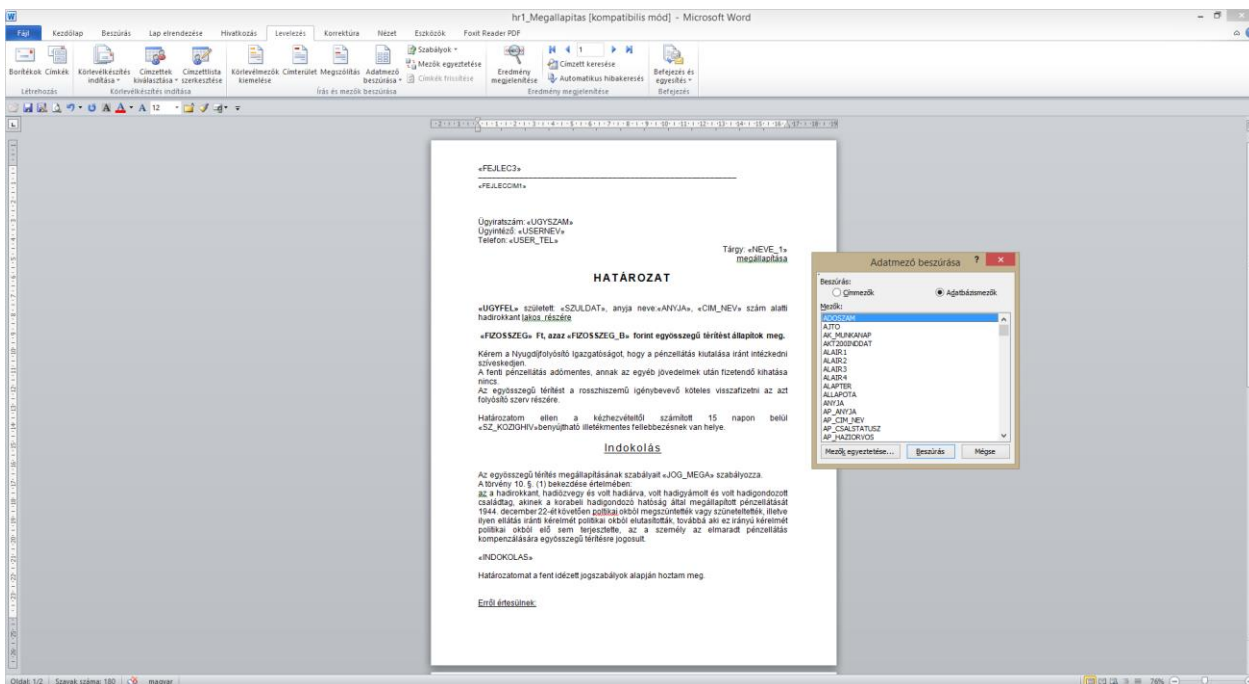 hr1_Megallapitas [kompatibilis mód] - Microsoft Word
Fájl Kezdőlap Beszúrás Lap elrendezése Hivatkozás Levelezés Korrektúra Nézet Eszközök Foxit Reader PDF
Borítékok Címkék Körlevélkészítés indítása Címzettek kiválasztása Címzettlista szerkesztése Körlevélmezők kiemelése Címterület Megszólítás Adatmező beszúrása
Szabályok
Mezők egyeztetése
Címkék frissítése
Eredmény megjelenítése
1
Címzett keresése
Automatikus hibakeresés
Befejezés és egyesítés
Létrehozás Körlevélkészítés indítása Írás és mezők beszúrása Eredmény megjelenítése Befejezés
12
«FEJLEC3»
«FEJLECCIM1»
Ügyiratszám: «UGYSZAM»
Ügyintéző: «USERNEV»
Telefon: «USER_TEL»
Tárgy: «NEVE_1»
megállapítása
HATÁROZAT
«UGYFEL» született: «SZULDAT», anyja neve:«ANYJA», «CIM_NEV» szám alatti
hadirokkant lakos részére
«FIZOSSZEG» Ft, azaz «FIZOSSZEG_B» forint egyösszegű térítést állapítok meg.
Kérem a Nyugdíjfolyósító Igazgatóságot, hogy a pénzellátás kiutalása iránt intézkedni
szíveskedjen.
A fenti pénzellátás adómentes, annak az egyéb jövedelmek után fizetendő kihatása
nincs.
Az egyösszegű térítést a rosszhiszemű igénybevevő köteles visszafizetni az azt
folyósító szerv részére.
Határozatom ellen a kézhezvételtől számított 15 napon belül
«SZ_KOZIGHIV»benyújtható illetékmentes fellebbezésnek van helye.
Indokolás
Az egyösszegű térítés megállapításának szabályait «JOG_MEGA» szabályozza.
A törvény 10. §. (1) bekezdése értelmében:
az a hadirokkant, hadiözvegy és volt hadiárva, volt hadigyámolt és volt hadigondozott
családtag, akinek a korabeli hadigondozó hatóság által megállapított pénzellátását
1944. december 22-ét követően poltikai okból megszüntették vagy szüneteltették, illetve
ilyen ellátás iránti kérelmét politikai okból elutasították, továbbá aki ez irányú kérelmét
politikai okból elő sem terjesztette, az a személy az elmaradt pénzellátás
kompenzálására egyösszegű térítésre jogosult.
«INDOKOLAS»
Határozatomat a fent idézett jogszabályok alapján hoztam meg.
Erről értesülnek:
Adatmező beszúrása ?
Beszúrás:
Címmezők Adatbázismezők
Mezők:
ADOSZAM
AJTO
AK_MUNKANAP
AKT200INDDAT
ALAIR1
ALAIR2
ALAIR3
ALAIR4
ALAPTER
ALLAPOTA
ANYJA
AP_ANYJA
AP_CIM_NEV
AP_CSALSTATUSZ
AP_HAZIORVOS
Mezők egyeztetése... Beszúrás Mégse
Oldal: 1/2 Szavak száma: 180 magyar 76%